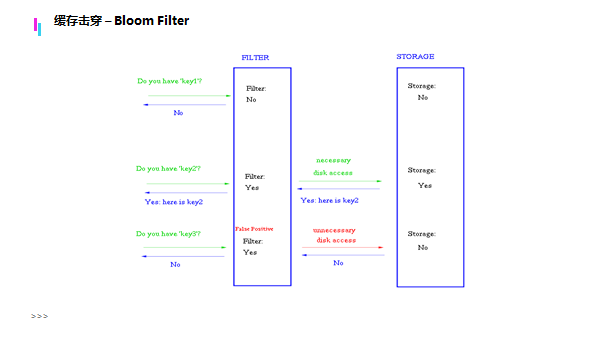 缓存击穿 – Bloom Filter
FILTER
STORAGE
Do you have 'key1'?
Filter:
No
Storage:
No
No
Do you have 'key2'?
Filter:
Yes
necessary
disk access
Storage:
Yes
Yes: here is key2
Yes: here is key2
Do you have 'key3'?
False Positive
Filter:
Yes
unnecessary
disk access
Storage:
No
No
No
>>>